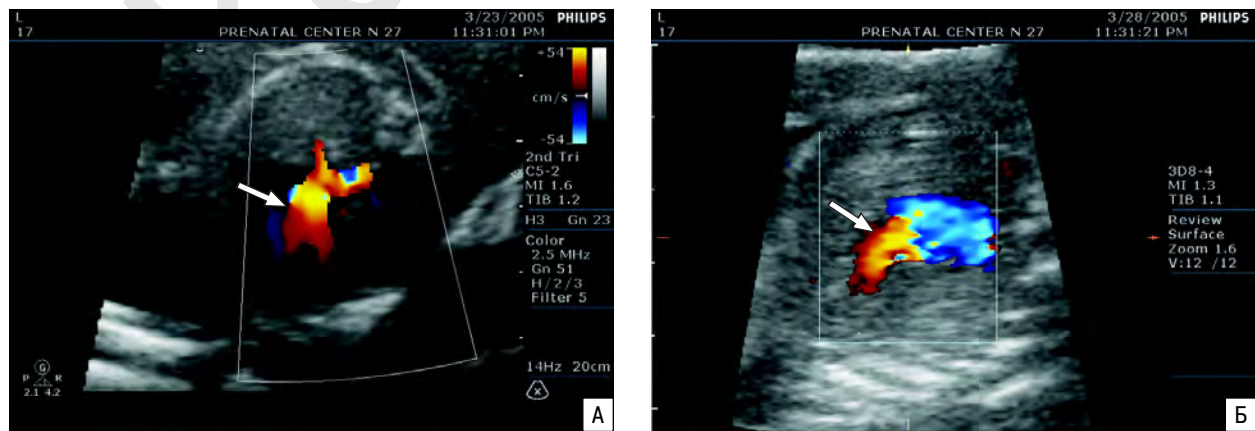 L 3/23/2005 PHILIPS
17 PRENATAL CENTER N 27 11:31:01 PM
+54
cm/s
-54
2nd Tri
C5-2
MI 1.6
TIB 1.2
H3 Gn 23
Color
2.5 MHz
Gn 51
H/2/3
Filter 5
14Hz 20cm
G
P R
2.1 4.2
X
А
L 3/28/2005 PHILIPS
17 PRENATAL CENTER N 27 11:31:21 PM
3D8-4
MI 1.3
TIB 1.1
Review
Surface
Zoom 1.6
V:12 /12
Б